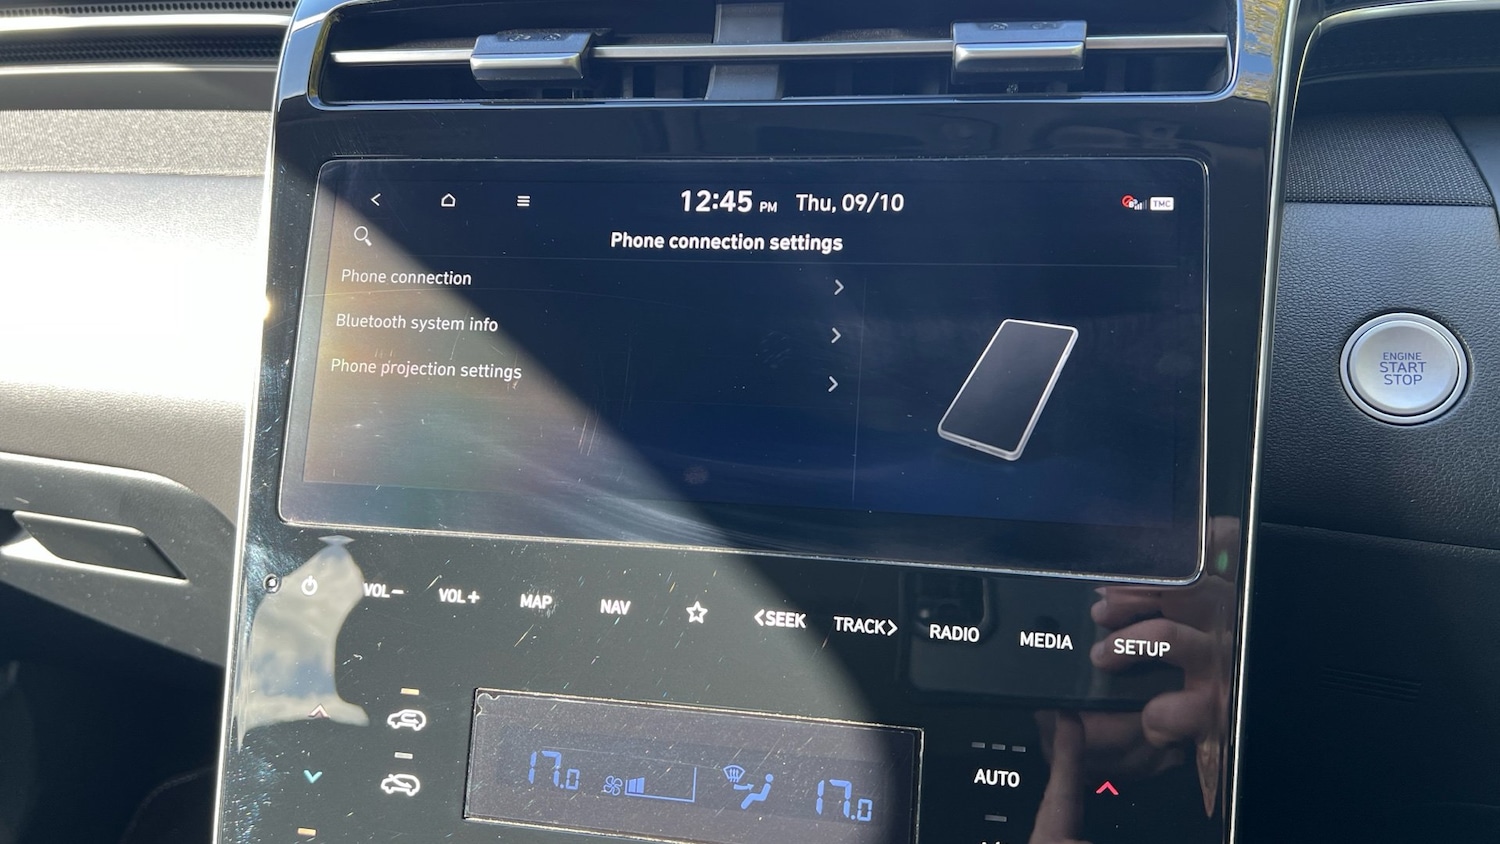 12:45 PM Thu, 09/10
TMC
Phone connection settings
Phone connection
Bluetooth system info
Phone projection settings
ENGINE
START
STOP
VOL− VOL+ MAP NAV <SEEK TRACK> RADIO MEDIA SETUP
17.0 17.0
AUTO